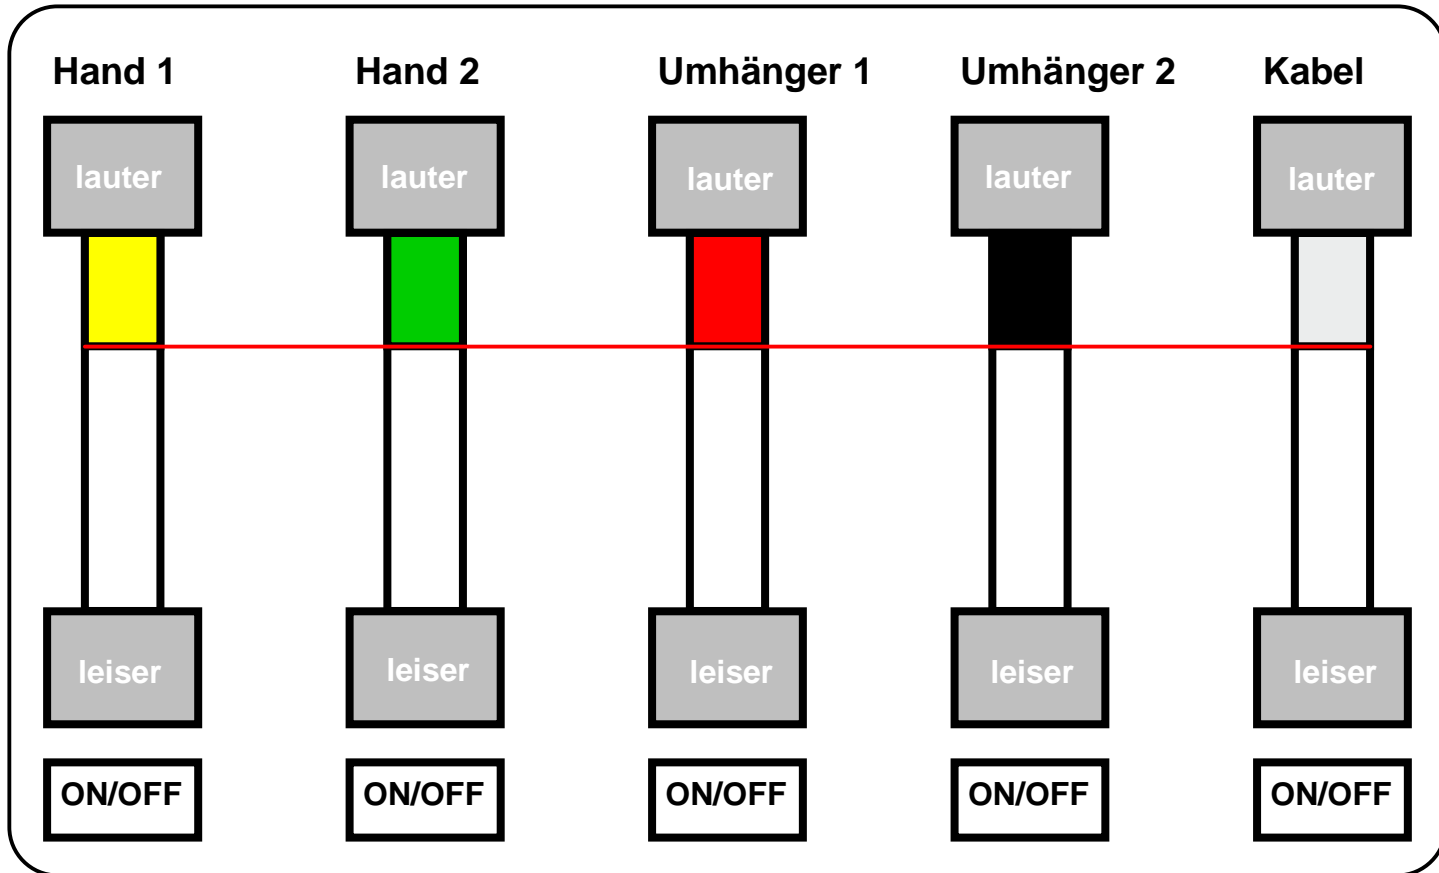 Hand 1 Hand 2 Umhänger 1 Umhänger 2 Kabel
lauter lauter lauter lauter lauter
leiser leiser leiser leiser leiser
ON/OFF ON/OFF ON/OFF ON/OFF ON/OFF